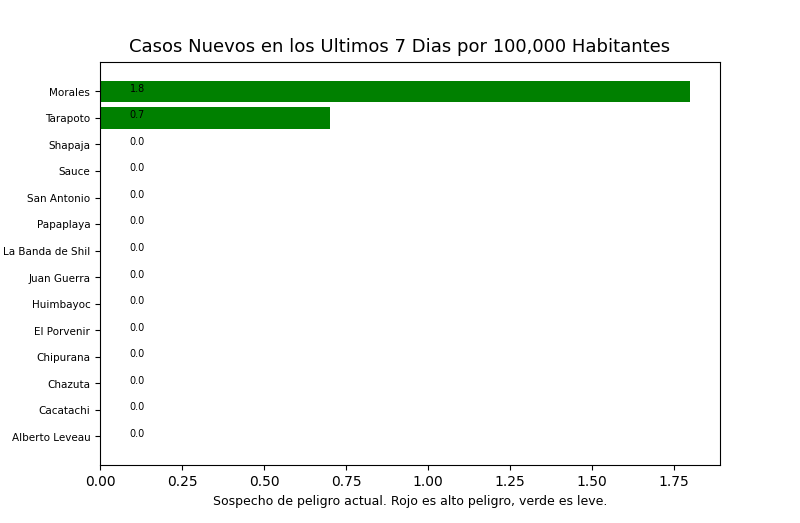 Casos Nuevos en los Ultimos 7 Dias por 100,000 Habitantes
Morales 1.8
Tarapoto 0.7
Shapaja 0.0
Sauce 0.0
San Antonio 0.0
Papaplaya 0.0
La Banda de Shil 0.0
Juan Guerra 0.0
Huimbayoc 0.0
El Porvenir 0.0
Chipurana 0.0
Chazuta 0.0
Cacatachi 0.0
Alberto Leveau 0.0
0.00 0.25 0.50 0.75 1.00 1.25 1.50 1.75
Sospecho de peligro actual. Rojo es alto peligro, verde es leve.